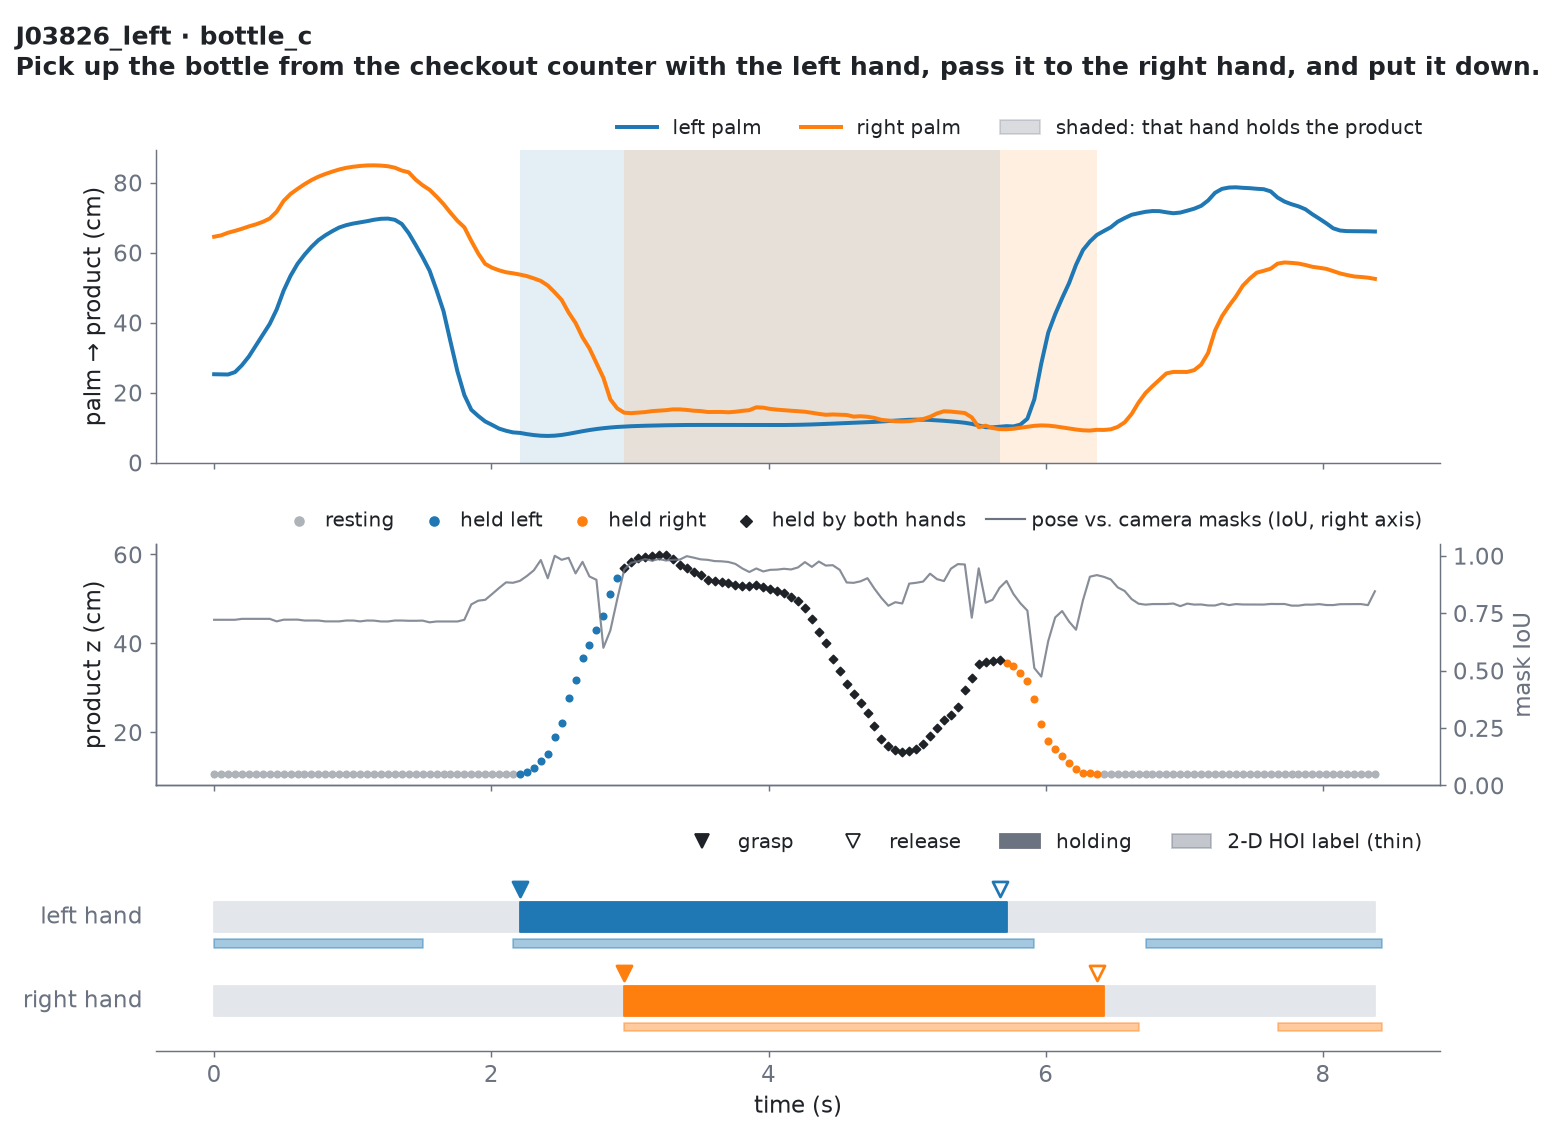 J03826_left · bottle_c
Pick up the bottle from the checkout counter with the left hand, pass it to the right hand, and put it down.
left palm right palm shaded: that hand holds the product
palm → product (cm)
80
60
40
20
0
resting held left held right held by both hands pose vs. camera masks (IoU, right axis)
product z (cm)
60
40
20
1.00
0.75
0.50
0.25
0.00
mask IoU
grasp release holding 2-D HOI label (thin)
left hand
right hand
0 2 4 6 8
time (s)